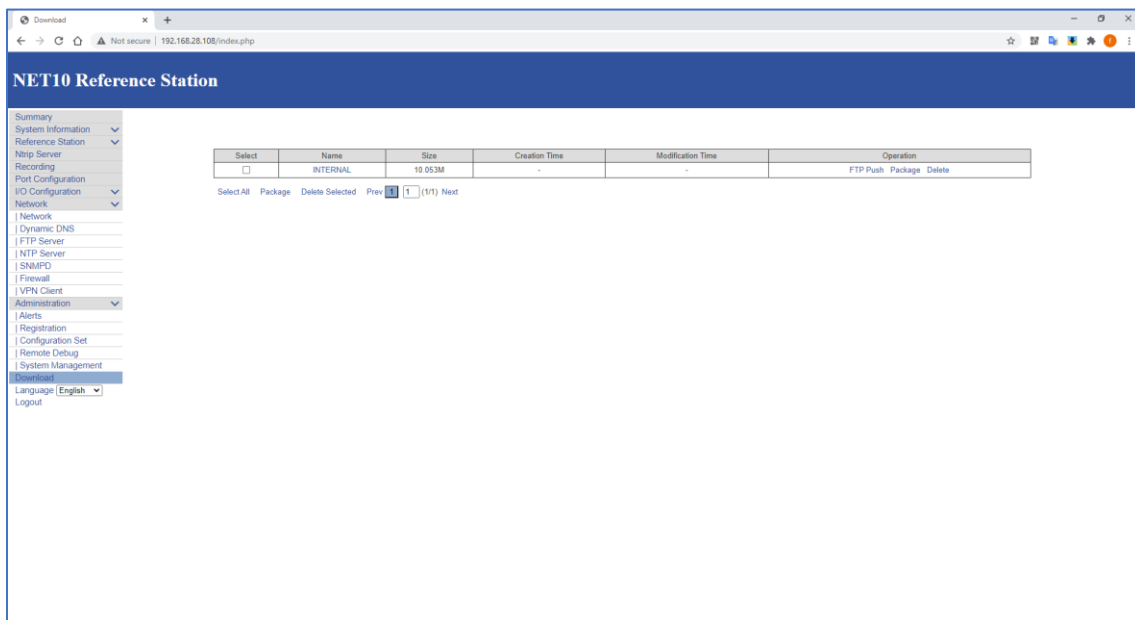 Download
Not secure | 192.168.28.108/index.php
NET10 Reference Station
Summary
System Information
Reference Station
Ntrip Server
Recording
Port Configuration
I/O Configuration
Network
| Network
| Dynamic DNS
| FTP Server
| NTP Server
| SNMPD
| Firewall
| VPN Client
Administration
| Alerts
| Registration
| Configuration Set
| Remote Debug
| System Management
Download
Language English
Logout
Select Name Size Creation Time Modification Time Operation
INTERNAL 10.053M - - FTP Push Package Delete
Select All Package Delete Selected Prev 1 1 (1/1) Next